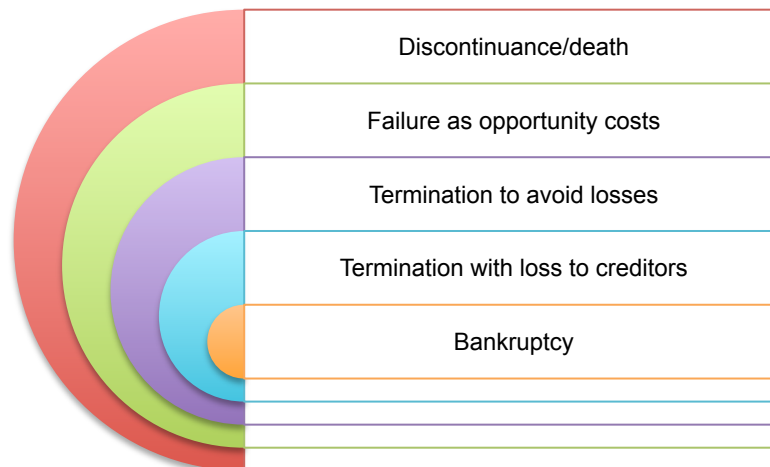 Discontinuance/death
Failure as opportunity costs
Termination to avoid losses
Termination with loss to creditors
Bankruptcy